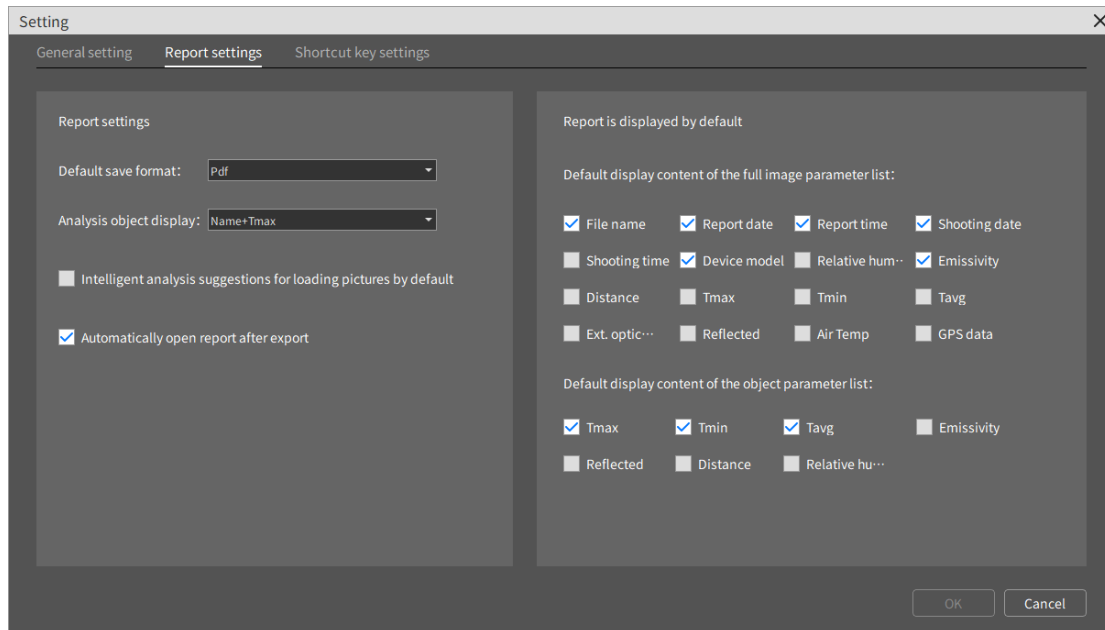 Setting
General setting Report settings Shortcut key settings
Report settings
Default save format: Pdf
Analysis object display: Name+Tmax
Intelligent analysis suggestions for loading pictures by default
Automatically open report after export
Report is displayed by default
Default display content of the full image parameter list:
File name Report date Report time Shooting date
Shooting time Device model Relative hum··· Emissivity
Distance Tmax Tmin Tavg
Ext. optic··· Reflected Air Temp GPS data
Default display content of the object parameter list:
Tmax Tmin Tavg Emissivity
Reflected Distance Relative hu···
OK Cancel